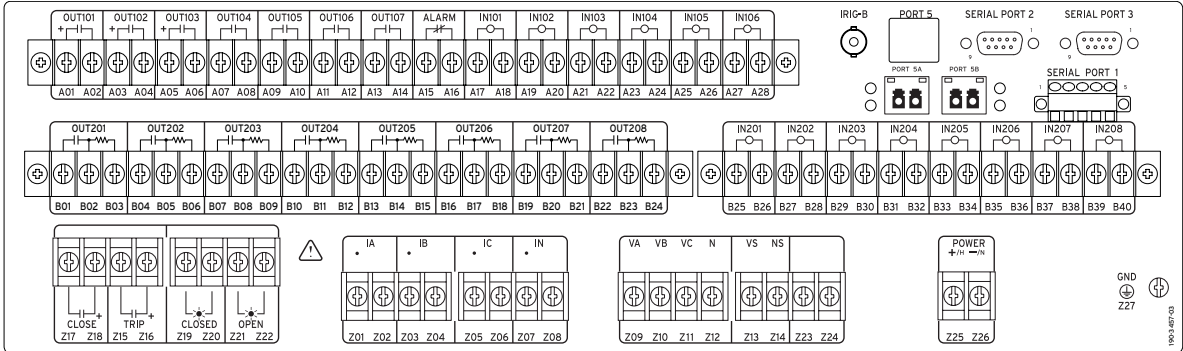 OUT101 OUT102 OUT103 OUT104 OUT105 OUT106 OUT107 ALARM IN101 IN102 IN103 IN104 IN105 IN106
+ + +
A01 A02 A03 A04 A05 A06 A07 A08 A09 A10 A11 A12 A13 A14 A15 A16 A17 A18 A19 A20 A21 A22 A23 A24 A25 A26 A27 A28
IRIG-B PORT 5 SERIAL PORT 2 SERIAL PORT 3
1 1
9 9
PORT 5A PORT 5B
SERIAL PORT 1
1 5
OUT201 OUT202 OUT203 OUT204 OUT205 OUT206 OUT207 OUT208
B01 B02 B03 B04 B05 B06 B07 B08 B09 B10 B11 B12 B13 B14 B15 B16 B17 B18 B19 B20 B21 B22 B23 B24
IN201 IN202 IN203 IN204 IN205 IN206 IN207 IN208
B25 B26 B27 B28 B29 B30 B31 B32 B33 B34 B35 B36 B37 B38 B39 B40
+ +
CLOSE TRIP CLOSED OPEN
Z17 Z18 Z15 Z16 Z19 Z20 Z21 Z22
!
IA IB IC IN
Z01 Z02 Z03 Z04 Z05 Z06 Z07 Z08
VA VB VC N VS NS
Z09 Z10 Z11 Z12 Z13 Z14 Z23 Z24
POWER
+/H −/N
Z25 Z26
GND
Z27
190-3457-03